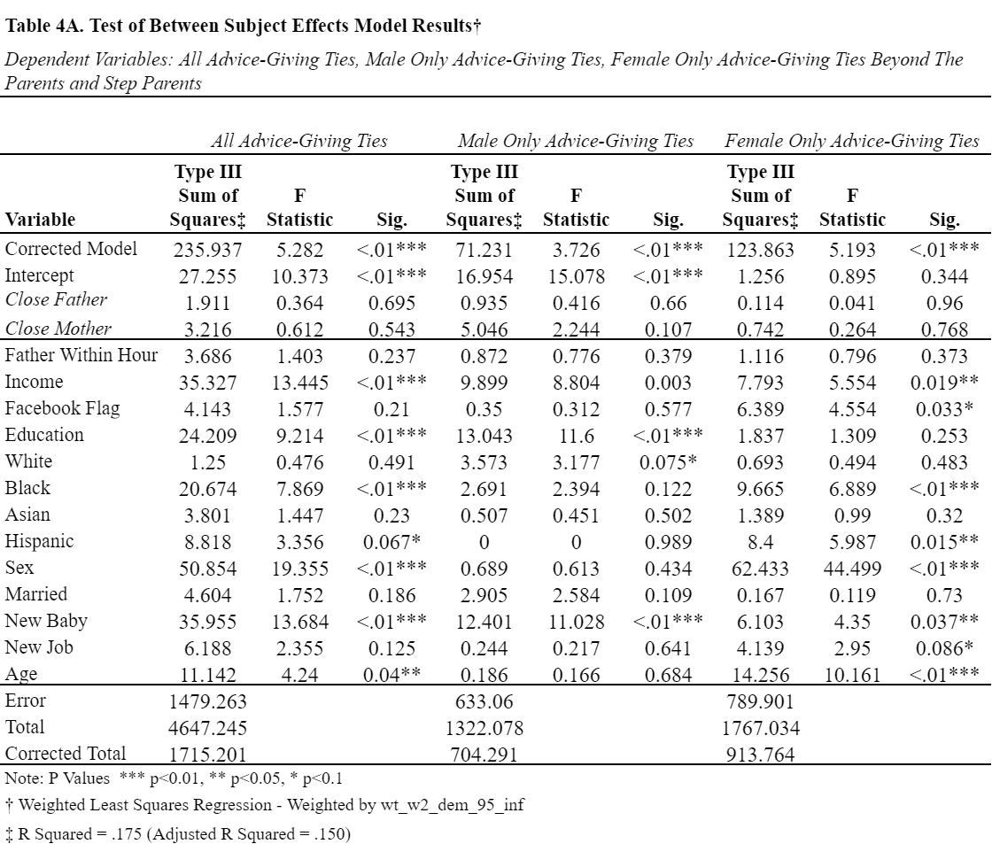 Table 4A. Test of Between Subject Effects Model Results†
Dependent Variables: All Advice-Giving Ties, Male Only Advice-Giving Ties, Female Only Advice-Giving Ties Beyond The
Parents and Step Parents
All Advice-Giving Ties Male Only Advice-Giving Ties Female Only Advice-Giving Ties
Type III Type III Type III
Sum of F Sum of F Sum of F
Variable Squares‡ Statistic Sig. Squares‡ Statistic Sig. Squares‡ Statistic Sig.
Corrected Model 235.937 5.282 <.01*** 71.231 3.726 <.01*** 123.863 5.193 <.01***
Intercept 27.255 10.373 <.01*** 16.954 15.078 <.01*** 1.256 0.895 0.344
Close Father 1.911 0.364 0.695 0.935 0.416 0.66 0.114 0.041 0.96
Close Mother 3.216 0.612 0.543 5.046 2.244 0.107 0.742 0.264 0.768
Father Within Hour 3.686 1.403 0.237 0.872 0.776 0.379 1.116 0.796 0.373
Income 35.327 13.445 <.01*** 9.899 8.804 0.003 7.793 5.554 0.019**
Facebook Flag 4.143 1.577 0.21 0.35 0.312 0.577 6.389 4.554 0.033*
Education 24.209 9.214 <.01*** 13.043 11.6 <.01*** 1.837 1.309 0.253
White 1.25 0.476 0.491 3.573 3.177 0.075* 0.693 0.494 0.483
Black 20.674 7.869 <.01*** 2.691 2.394 0.122 9.665 6.889 <.01***
Asian 3.801 1.447 0.23 0.507 0.451 0.502 1.389 0.99 0.32
Hispanic 8.818 3.356 0.067* 0 0 0.989 8.4 5.987 0.015**
Sex 50.854 19.355 <.01*** 0.689 0.613 0.434 62.433 44.499 <.01***
Married 4.604 1.752 0.186 2.905 2.584 0.109 0.167 0.119 0.73
New Baby 35.955 13.684 <.01*** 12.401 11.028 <.01*** 6.103 4.35 0.037**
New Job 6.188 2.355 0.125 0.244 0.217 0.641 4.139 2.95 0.086*
Age 11.142 4.24 0.04** 0.186 0.166 0.684 14.256 10.161 <.01***
Error 1479.263 633.06 789.901
Total 4647.245 1322.078 1767.034
Corrected Total 1715.201 704.291 913.764
Note: P Values *** p<0.01, ** p<0.05, * p<0.1
† Weighted Least Squares Regression - Weighted by wt_w2_dem_95_inf
‡ R Squared = .175 (Adjusted R Squared = .150)